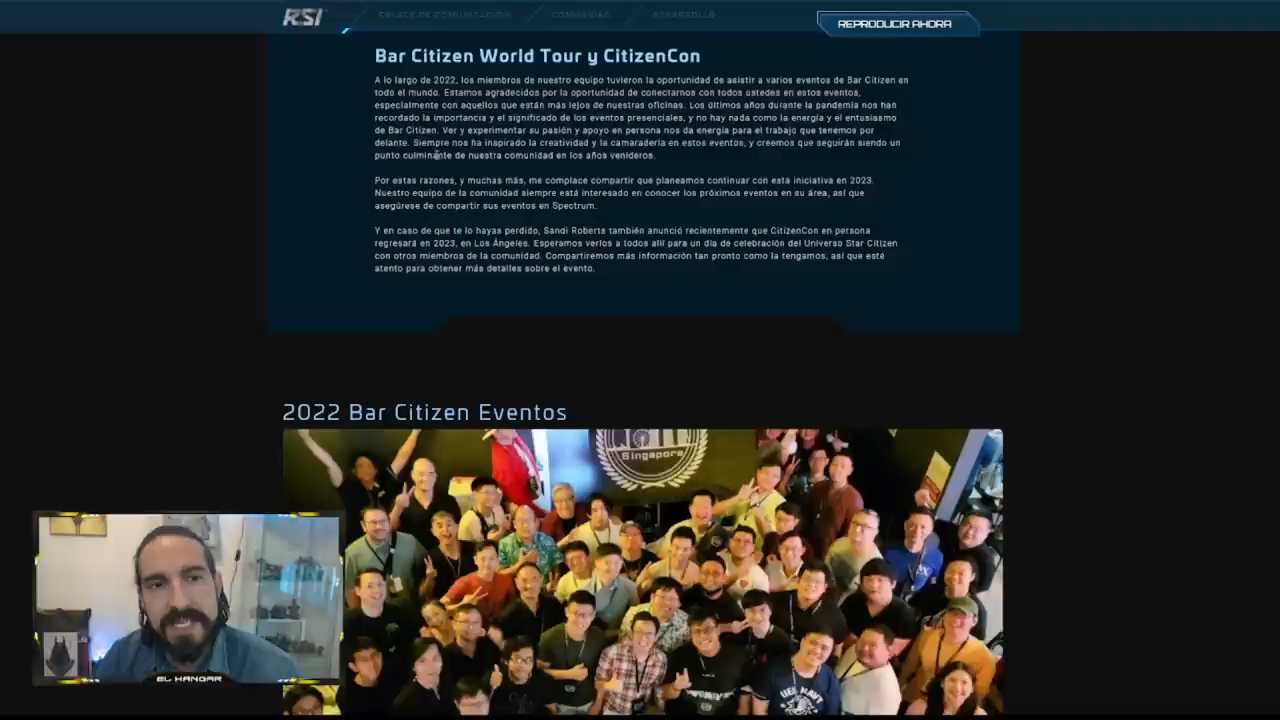 RSI
ENLACE DE COMUNICACIÓN
COMUNIDAD
DESARROLLO
REPRODUCIR AHORA
Bar Citizen World Tour y CitizenCon
A lo largo de 2022, los miembros de nuestro equipo tuvieron la oportunidad de asistir a varios eventos de Bar Citizen en
todo el mundo. Estamos agradecidos por la oportunidad de conectarnos con todos ustedes en estos eventos,
especialmente con aquellos que están más lejos de nuestras oficinas. Los últimos años durante la pandemia nos han
recordado la importancia y el significado de los eventos presenciales, y no hay nada como la energía y el entusiasmo
de Bar Citizen. Ver y experimentar su pasión y apoyo en persona nos da energía para el trabajo que tenemos por
delante. Siempre nos ha inspirado la creatividad y la camaradería en estos eventos, y creemos que seguirán siendo un
punto culminante de nuestra comunidad en los años venideros.
Por estas razones, y muchas más, me complace compartir que planeamos continuar con esta iniciativa en 2023.
Nuestro equipo de la comunidad siempre está interesado en conocer los próximos eventos en su área, así que
asegúrese de compartir sus eventos en Spectrum.
Y en caso de que te lo hayas perdido, Sandi Roberts también anunció recientemente que CitizenCon en persona
regresará en 2023, en Los Ángeles. Esperamos verlos a todos allí para un día de celebración del Universo Star Citizen
con otros miembros de la comunidad. Compartiremos más información tan pronto como la tengamos, así que esté
atento para obtener más detalles sobre el evento.
2022 Bar Citizen Eventos
Singapore
EL HANGAR